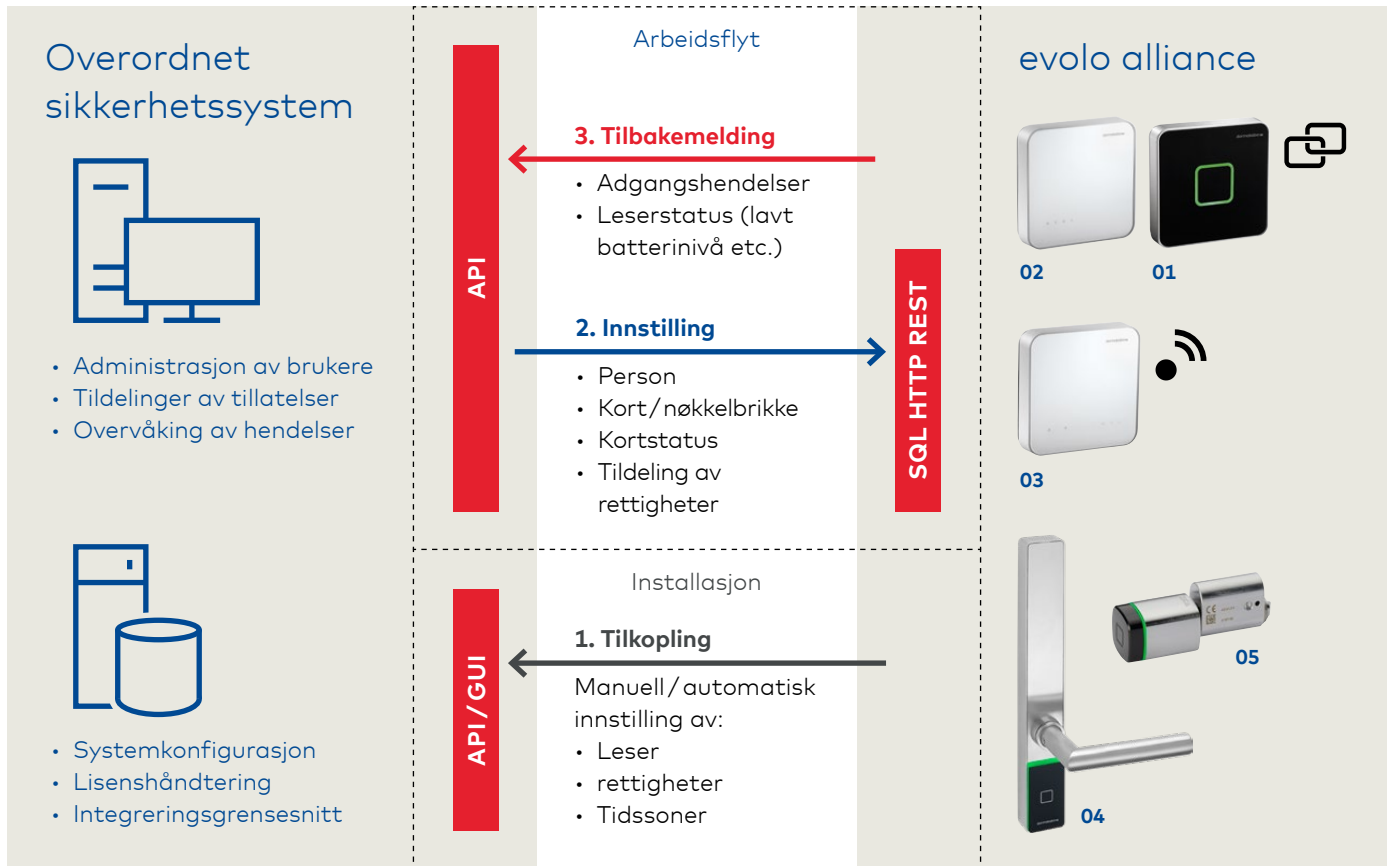 Overordnet
sikkerhetssystem
• Administrasjon av brukere
• Tildelinger av tillatelser
• Overvåking av hendelser
• Systemkonfigurasjon
• Lisenshåndtering
• Integreringsgrensesnitt
Arbeidsflyt
API
3. Tilbakemelding
• Adgangshendelser
• Leserstatus (lavt
batterinivå etc.)
2. Innstilling
• Person
• Kort/nøkkelbrikke
• Kortstatus
• Tildeling av
rettigheter
SQL HTTP REST
Installasjon
API/GUI
1. Tilkopling
Manuell/automatisk
innstilling av:
• Leser
• rettigheter
• Tidssoner
evolo alliance
02
01
03
05
04